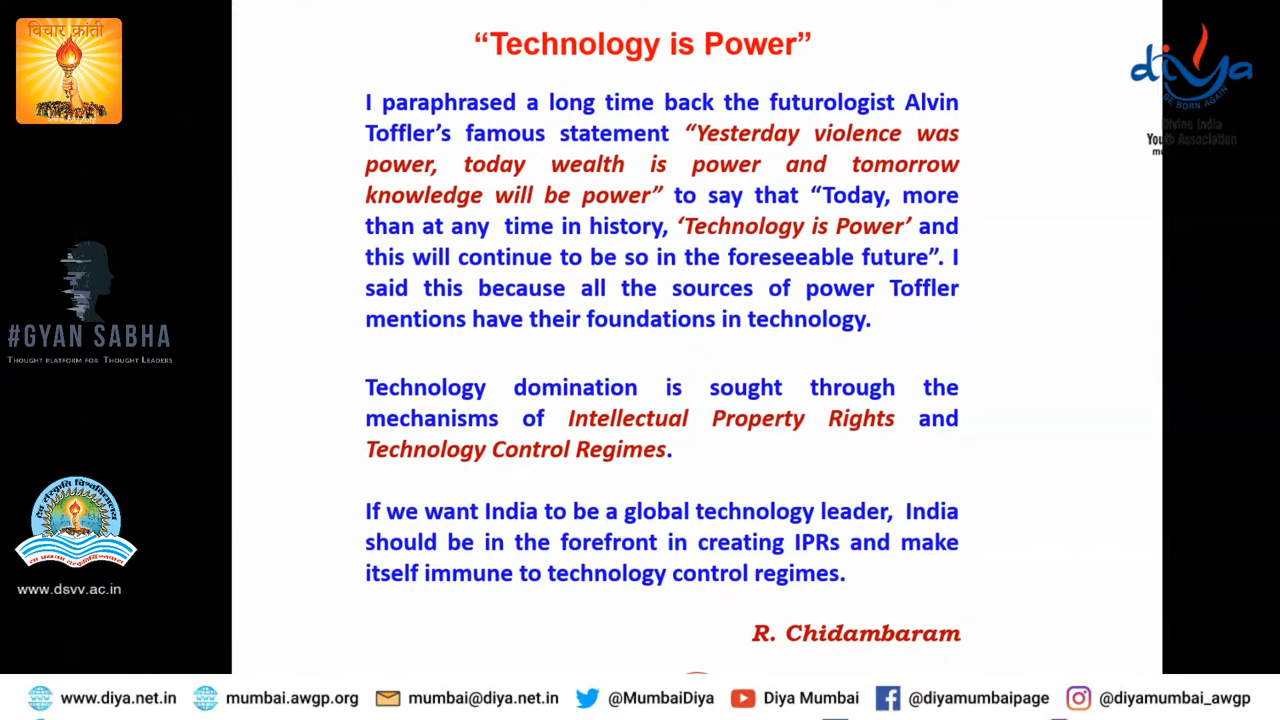 विचार क्रांती
www.awgp.org
“Technology is Power”
diya
BE BORN AGAIN
Divine India
Youth Association
I paraphrased a long time back the futurologist Alvin
Toffler’s famous statement “Yesterday violence was
power, today wealth is power and tomorrow
knowledge will be power” to say that “Today, more
than at any time in history, ‘Technology is Power’ and
this will continue to be so in the foreseeable future”. I
said this because all the sources of power Toffler
mentions have their foundations in technology.
#GYAN SABHA
THOUGHT PLATFORM FOR THOUGHT LEADERS
Technology domination is sought through the
mechanisms of Intellectual Property Rights and
Technology Control Regimes.
देव संस्कृति विश्वविद्यालय
www.dsvv.ac.in
If we want India to be a global technology leader, India
should be in the forefront in creating IPRs and make
itself immune to technology control regimes.
R. Chidambaram
www.diya.net.in
mumbai.awgp.org
mumbai@diya.net.in
@MumbaiDiya
Diya Mumbai
@diyamumbaipage
@diyamumbai_awgp